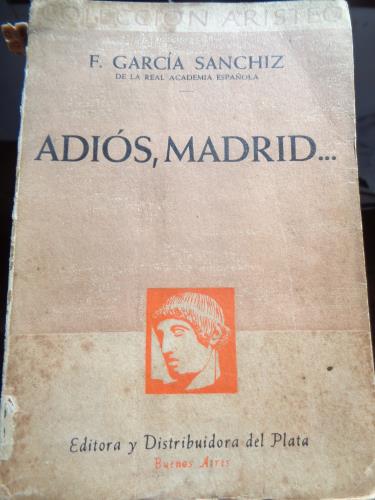 COLECCIÓN ARISTEO
F. GARCÍA SANCHIZ
DE LA REAL ACADEMIA ESPAÑOLA
ADIÓS, MADRID...
Editora y Distribuidora del Plata
Buenos Aires